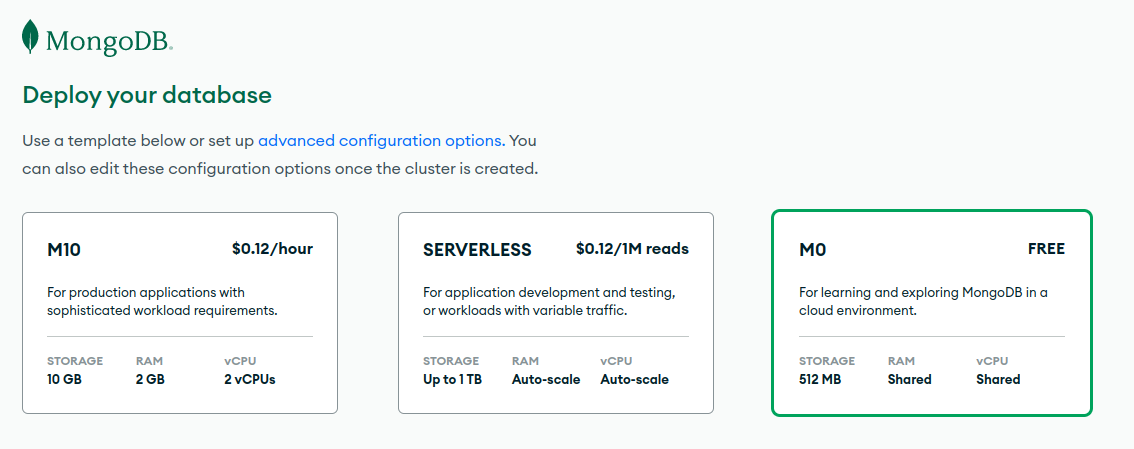 MongoDB.
Deploy your database
Use a template below or set up advanced configuration options. You
can also edit these configuration options once the cluster is created.
M10 $0.12/hour
For production applications with
sophisticated workload requirements.
STORAGE RAM vCPU
10 GB 2 GB 2 vCPUs
SERVERLESS $0.12/1M reads
For application development and testing,
or workloads with variable traffic.
STORAGE RAM vCPU
Up to 1 TB Auto-scale Auto-scale
M0 FREE
For learning and exploring MongoDB in a
cloud environment.
STORAGE RAM vCPU
512 MB Shared Shared